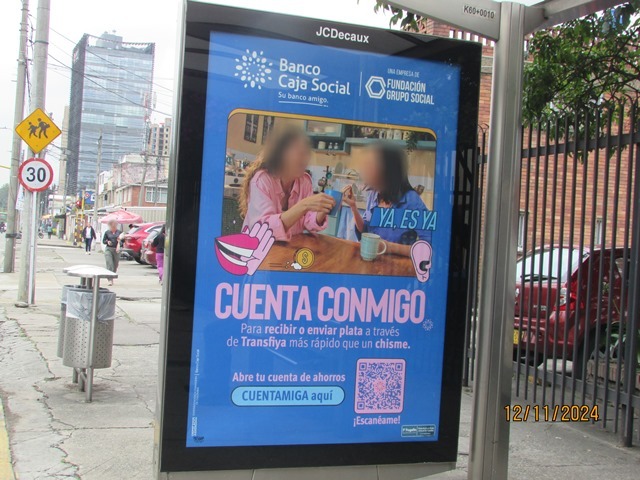 K60+0010
JCDecaux
Banco
Caja Social
Su banco amigo.
UNA EMPRESA DE
FUNDACIÓN
GRUPO SOCIAL
30
YA, ES YA
CUENTA CONMIGO
Para recibir o enviar plata a través
de Transfiya más rápido que un chisme.
Abre tu cuenta de ahorros
CUENTAMIGA aquí
¡Escanéame!
12/11/2024